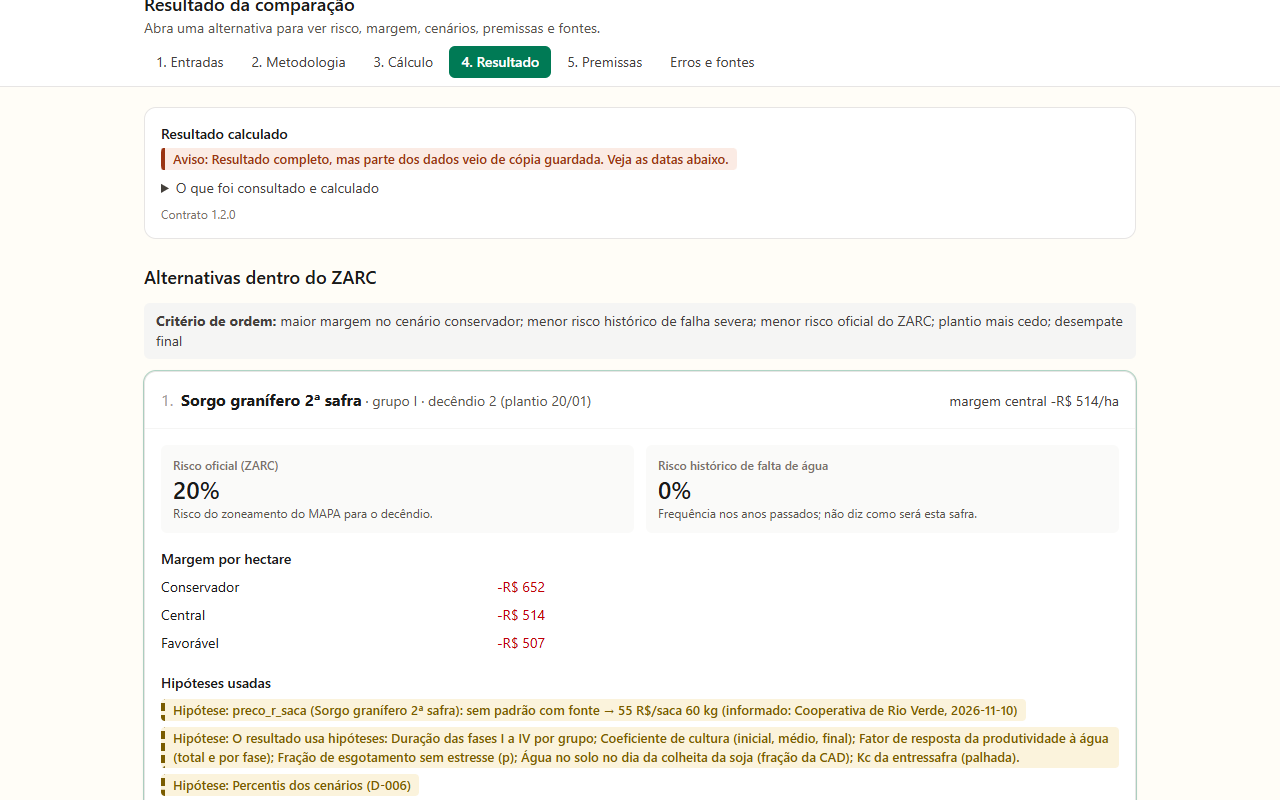 Resultado da comparação
Abra uma alternativa para ver risco, margem, cenários, premissas e fontes.
1. Entradas 2. Metodologia 3. Cálculo 4. Resultado 5. Premissas Erros e fontes
Resultado calculado
Aviso: Resultado completo, mas parte dos dados veio de cópia guardada. Veja as datas abaixo.
▶ O que foi consultado e calculado
Contrato 1.2.0
Alternativas dentro do ZARC
Critério de ordem: maior margem no cenário conservador; menor risco histórico de falha severa; menor risco oficial do ZARC; plantio mais cedo; desempate
final
1. Sorgo granífero 2ª safra · grupo I · decêndio 2 (plantio 20/01) margem central -R$ 514/ha
Risco oficial (ZARC)
20%
Risco do zoneamento do MAPA para o decêndio.
Risco histórico de falta de água
0%
Frequência nos anos passados; não diz como será esta safra.
Margem por hectare
Conservador -R$ 652
Central -R$ 514
Favorável -R$ 507
Hipóteses usadas
Hipótese: preco_r_saca (Sorgo granífero 2ª safra): sem padrão com fonte → 55 R$/saca 60 kg (informado: Cooperativa de Rio Verde, 2026-11-10)
Hipótese: O resultado usa hipóteses: Duração das fases I a IV por grupo; Coeficiente de cultura (inicial, médio, final); Fator de resposta da produtividade à água
(total e por fase); Fração de esgotamento sem estresse (p); Água no solo no dia da colheita da soja (fração da CAD); Kc da entressafra (palhada).
Hipótese: Percentis dos cenários (D-006)